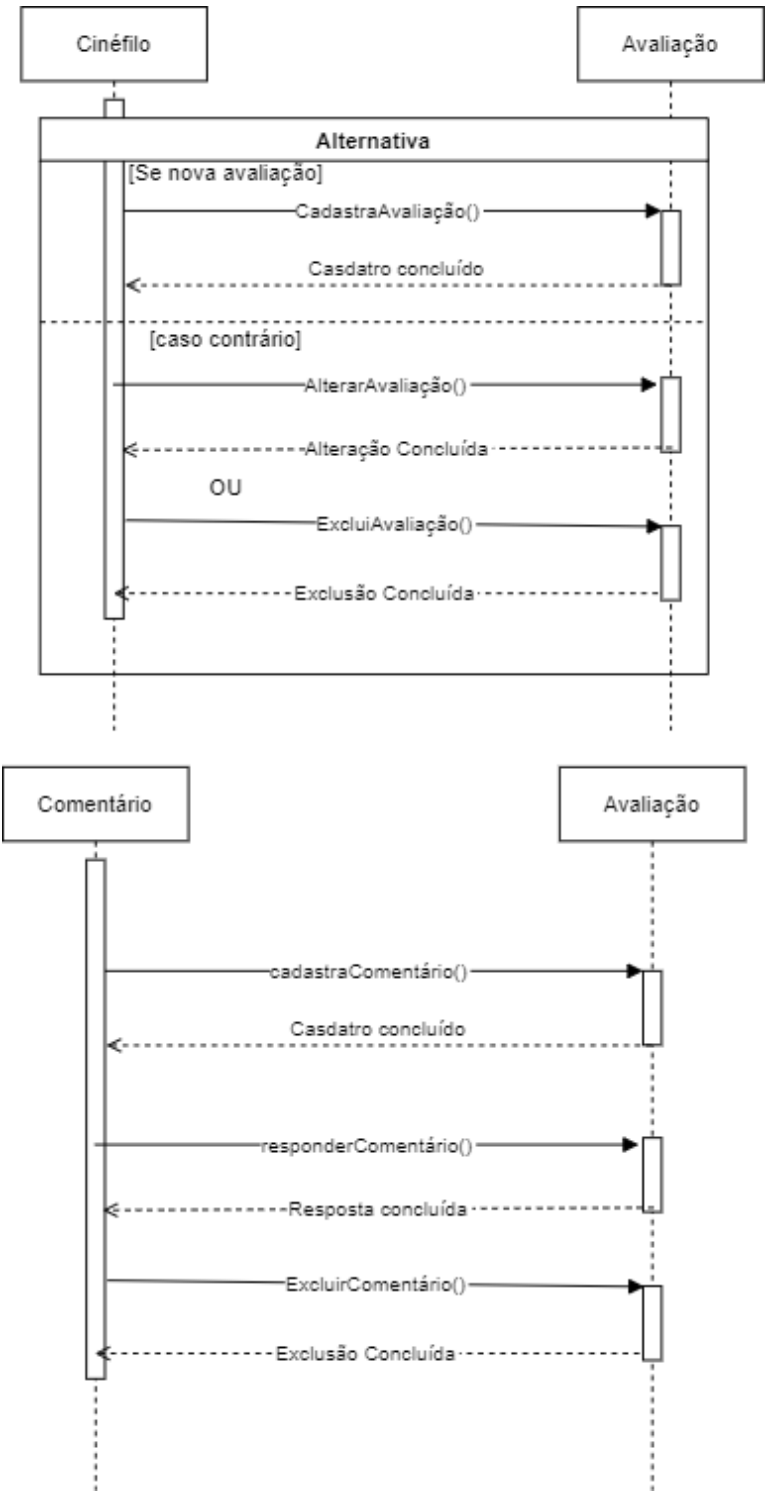 Cinéfilo
Avaliação
Alternativa
[Se nova avaliação]
CadastraAvaliação()
Casdatro concluído
[caso contrário]
AlterarAvaliação()
Alteração Concluída
OU
ExcluiAvaliação()
Exclusão Concluída
Comentário
Avaliação
cadastraComentário()
Casdatro concluído
responderComentário()
Resposta concluída
ExcluirComentário()
Exclusão Concluída